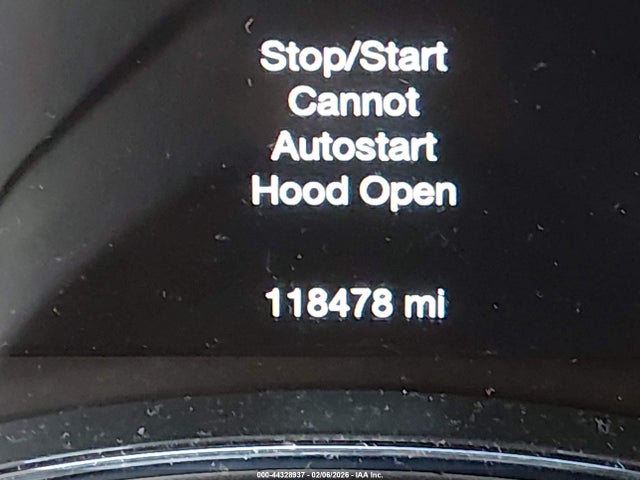 Stop/Start
Cannot
Autostart
Hood Open
118478 mi
000-44328937 - 02/06/2026 - IAA Inc.